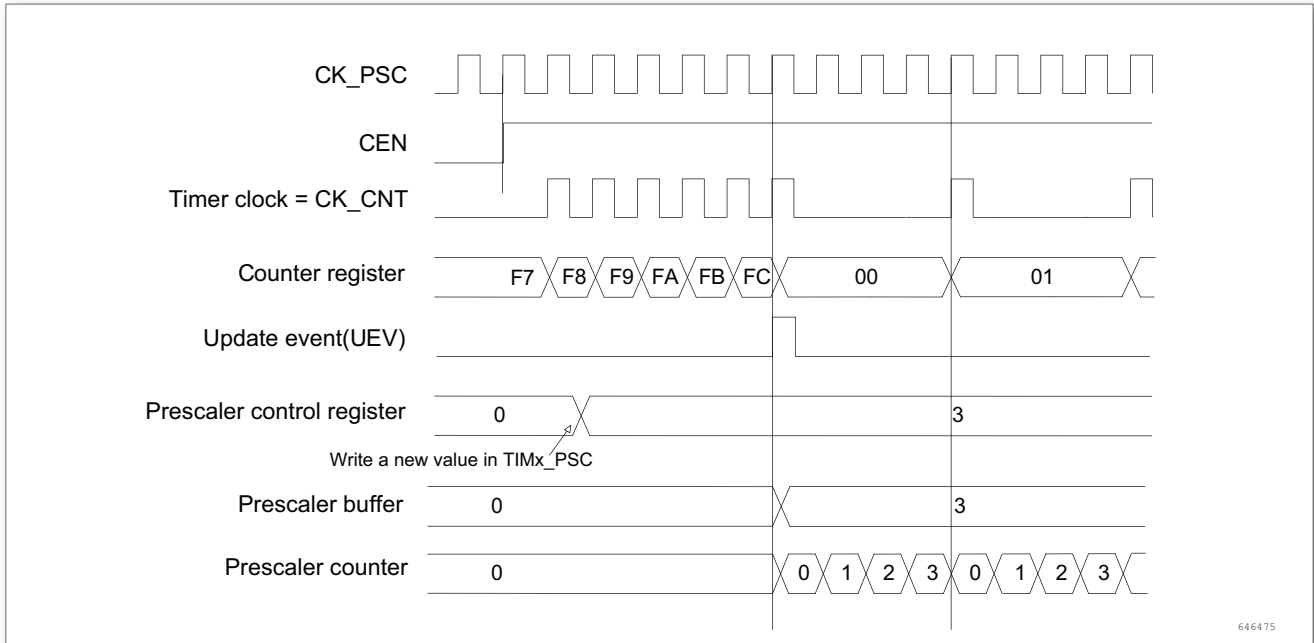 CK_PSC
CEN
Timer clock = CK_CNT
Counter register F7 F8 F9 FA FB FC 00 01
Update event(UEV)
Prescaler control register 0 3
Write a new value in TIMx_PSC
Prescaler buffer 0 3
Prescaler counter 0 0 1 2 3 0 1 2 3
646475